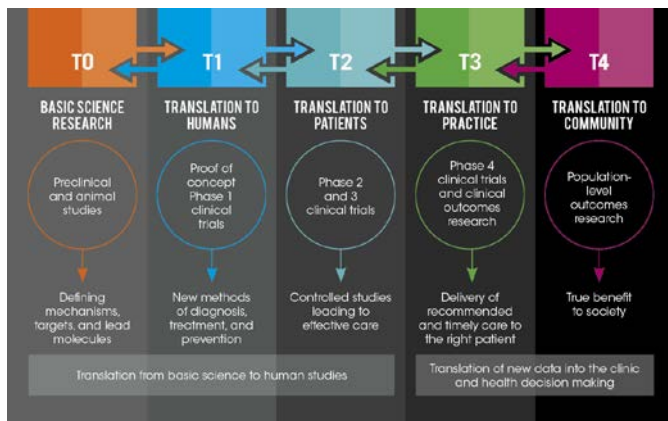 T0
T1
T2
T3
T4
BASIC SCIENCE
RESEARCH
TRANSLATION TO
HUMANS
TRANSLATION TO
PATIENTS
TRANSLATION TO
PRACTICE
TRANSLATION TO
COMMUNITY
Preclinical
and animal
studies
Proof of
concept
Phase 1
clinical
trials
Phase 2
and 3
clinical trials
Phase 4
clinical trials
and clinical
outcomes
research
Population-
level
outcomes
research
Defining
mechanisms,
targets, and lead
molecules
New methods
of diagnosis,
treatment, and
prevention
Controlled studies
leading to
effective care
Delivery of
recommended
and timely care to
the right patient
True benefit
to society
Translation from basic science to human studies
Translation of new data into the clinic
and health decision making